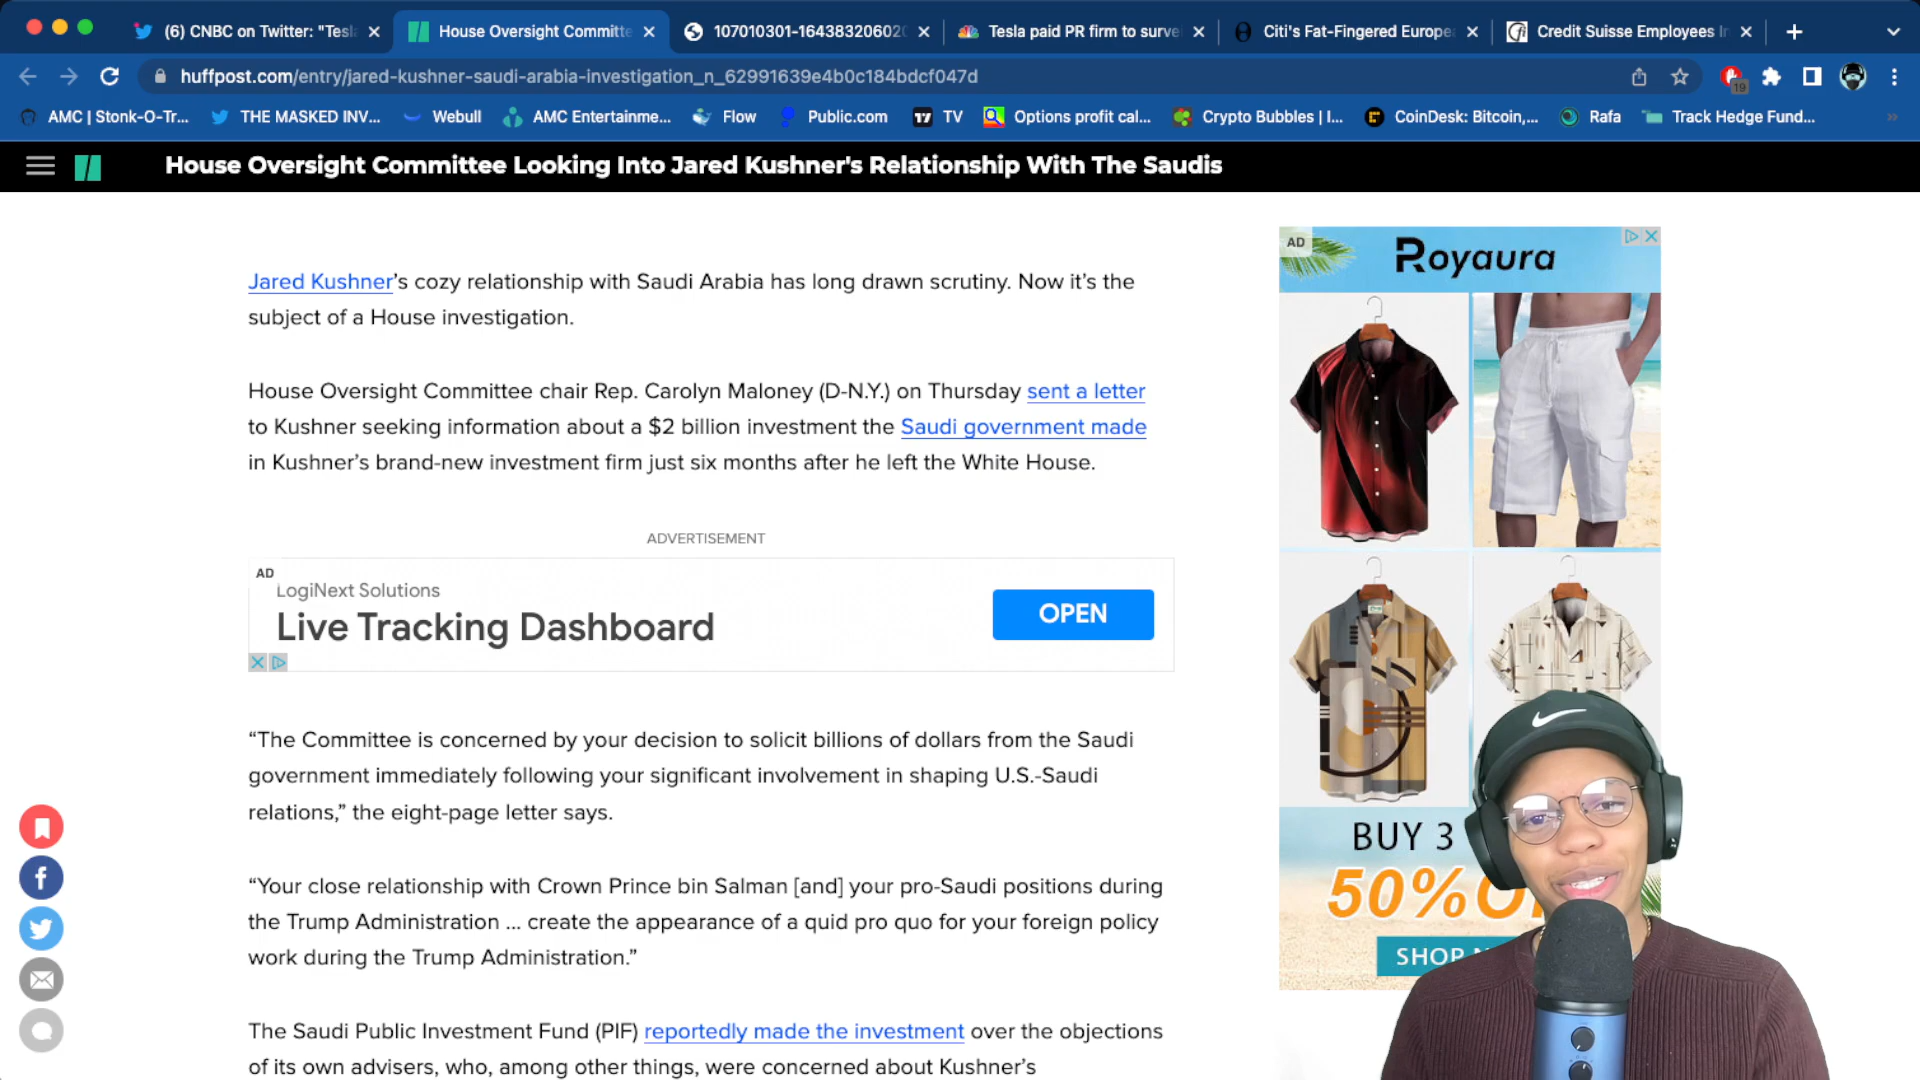 (6) CNBC on Twitter: "Tesla
House Oversight Committe
107010301-1643832060
Tesla paid PR firm to surve
Citi's Fat-Fingered Europe
Credit Suisse Employees I
huffpost.com/entry/jared-kushner-saudi-arabia-investigation_n_62991639e4b0c184bdcf047d
19
AMC | Stonk-O-Tr...
THE MASKED INV...
Webull
AMC Entertainme...
Flow
Public.com
TV
Options profit cal...
Crypto Bubbles | I...
CoinDesk: Bitcoin,...
Rafa
Track Hedge Fund...
House Oversight Committee Looking Into Jared Kushner's Relationship With The Saudis
Jared Kushner’s cozy relationship with Saudi Arabia has long drawn scrutiny. Now it’s the
subject of a House investigation.
House Oversight Committee chair Rep. Carolyn Maloney (D-N.Y.) on Thursday sent a letter
to Kushner seeking information about a $2 billion investment the Saudi government made
in Kushner’s brand-new investment firm just six months after he left the White House.
ADVERTISEMENT
AD
LogiNext Solutions
Live Tracking Dashboard
OPEN
“The Committee is concerned by your decision to solicit billions of dollars from the Saudi
government immediately following your significant involvement in shaping U.S.-Saudi
relations,” the eight-page letter says.
“Your close relationship with Crown Prince bin Salman [and] your pro-Saudi positions during
the Trump Administration ... create the appearance of a quid pro quo for your foreign policy
work during the Trump Administration.”
The Saudi Public Investment Fund (PIF) reportedly made the investment over the objections
of its own advisers, who, among other things, were concerned about Kushner’s
AD
Royaura
BUY 3
50%O
SHOP